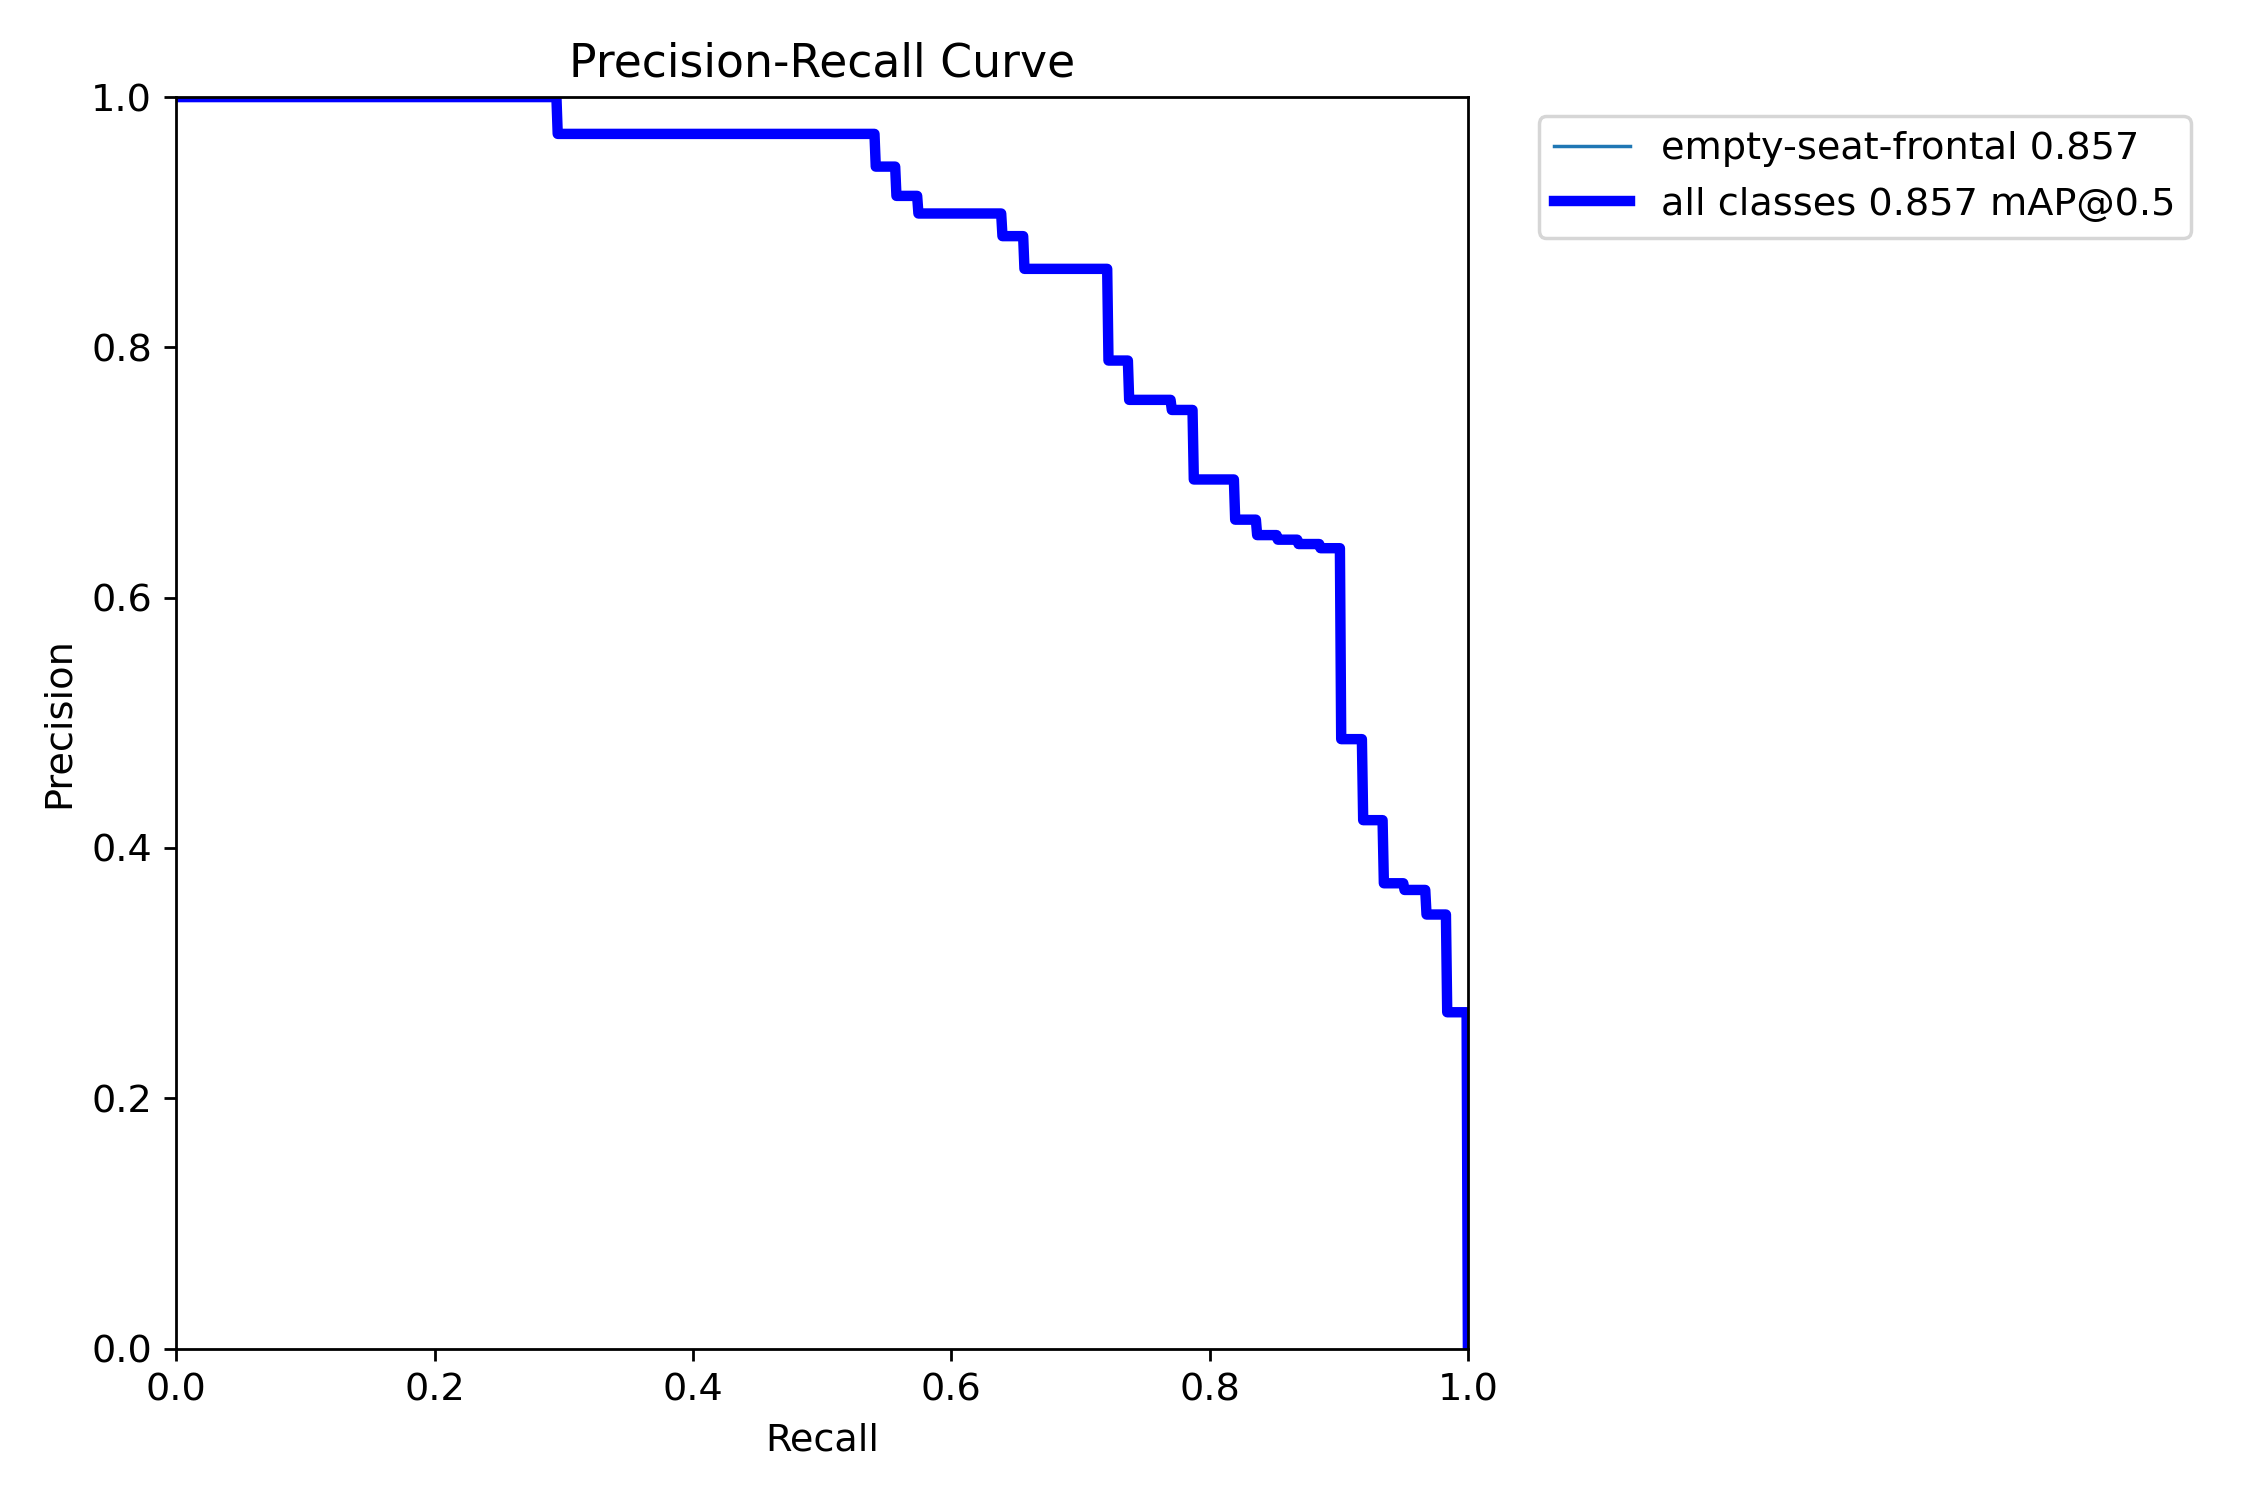 Precision-Recall Curve
1.0
0.8
0.6
0.4
0.2
0.0
Precision
0.0 0.2 0.4 0.6 0.8 1.0
Recall
empty-seat-frontal 0.857
all classes 0.857 mAP@0.5